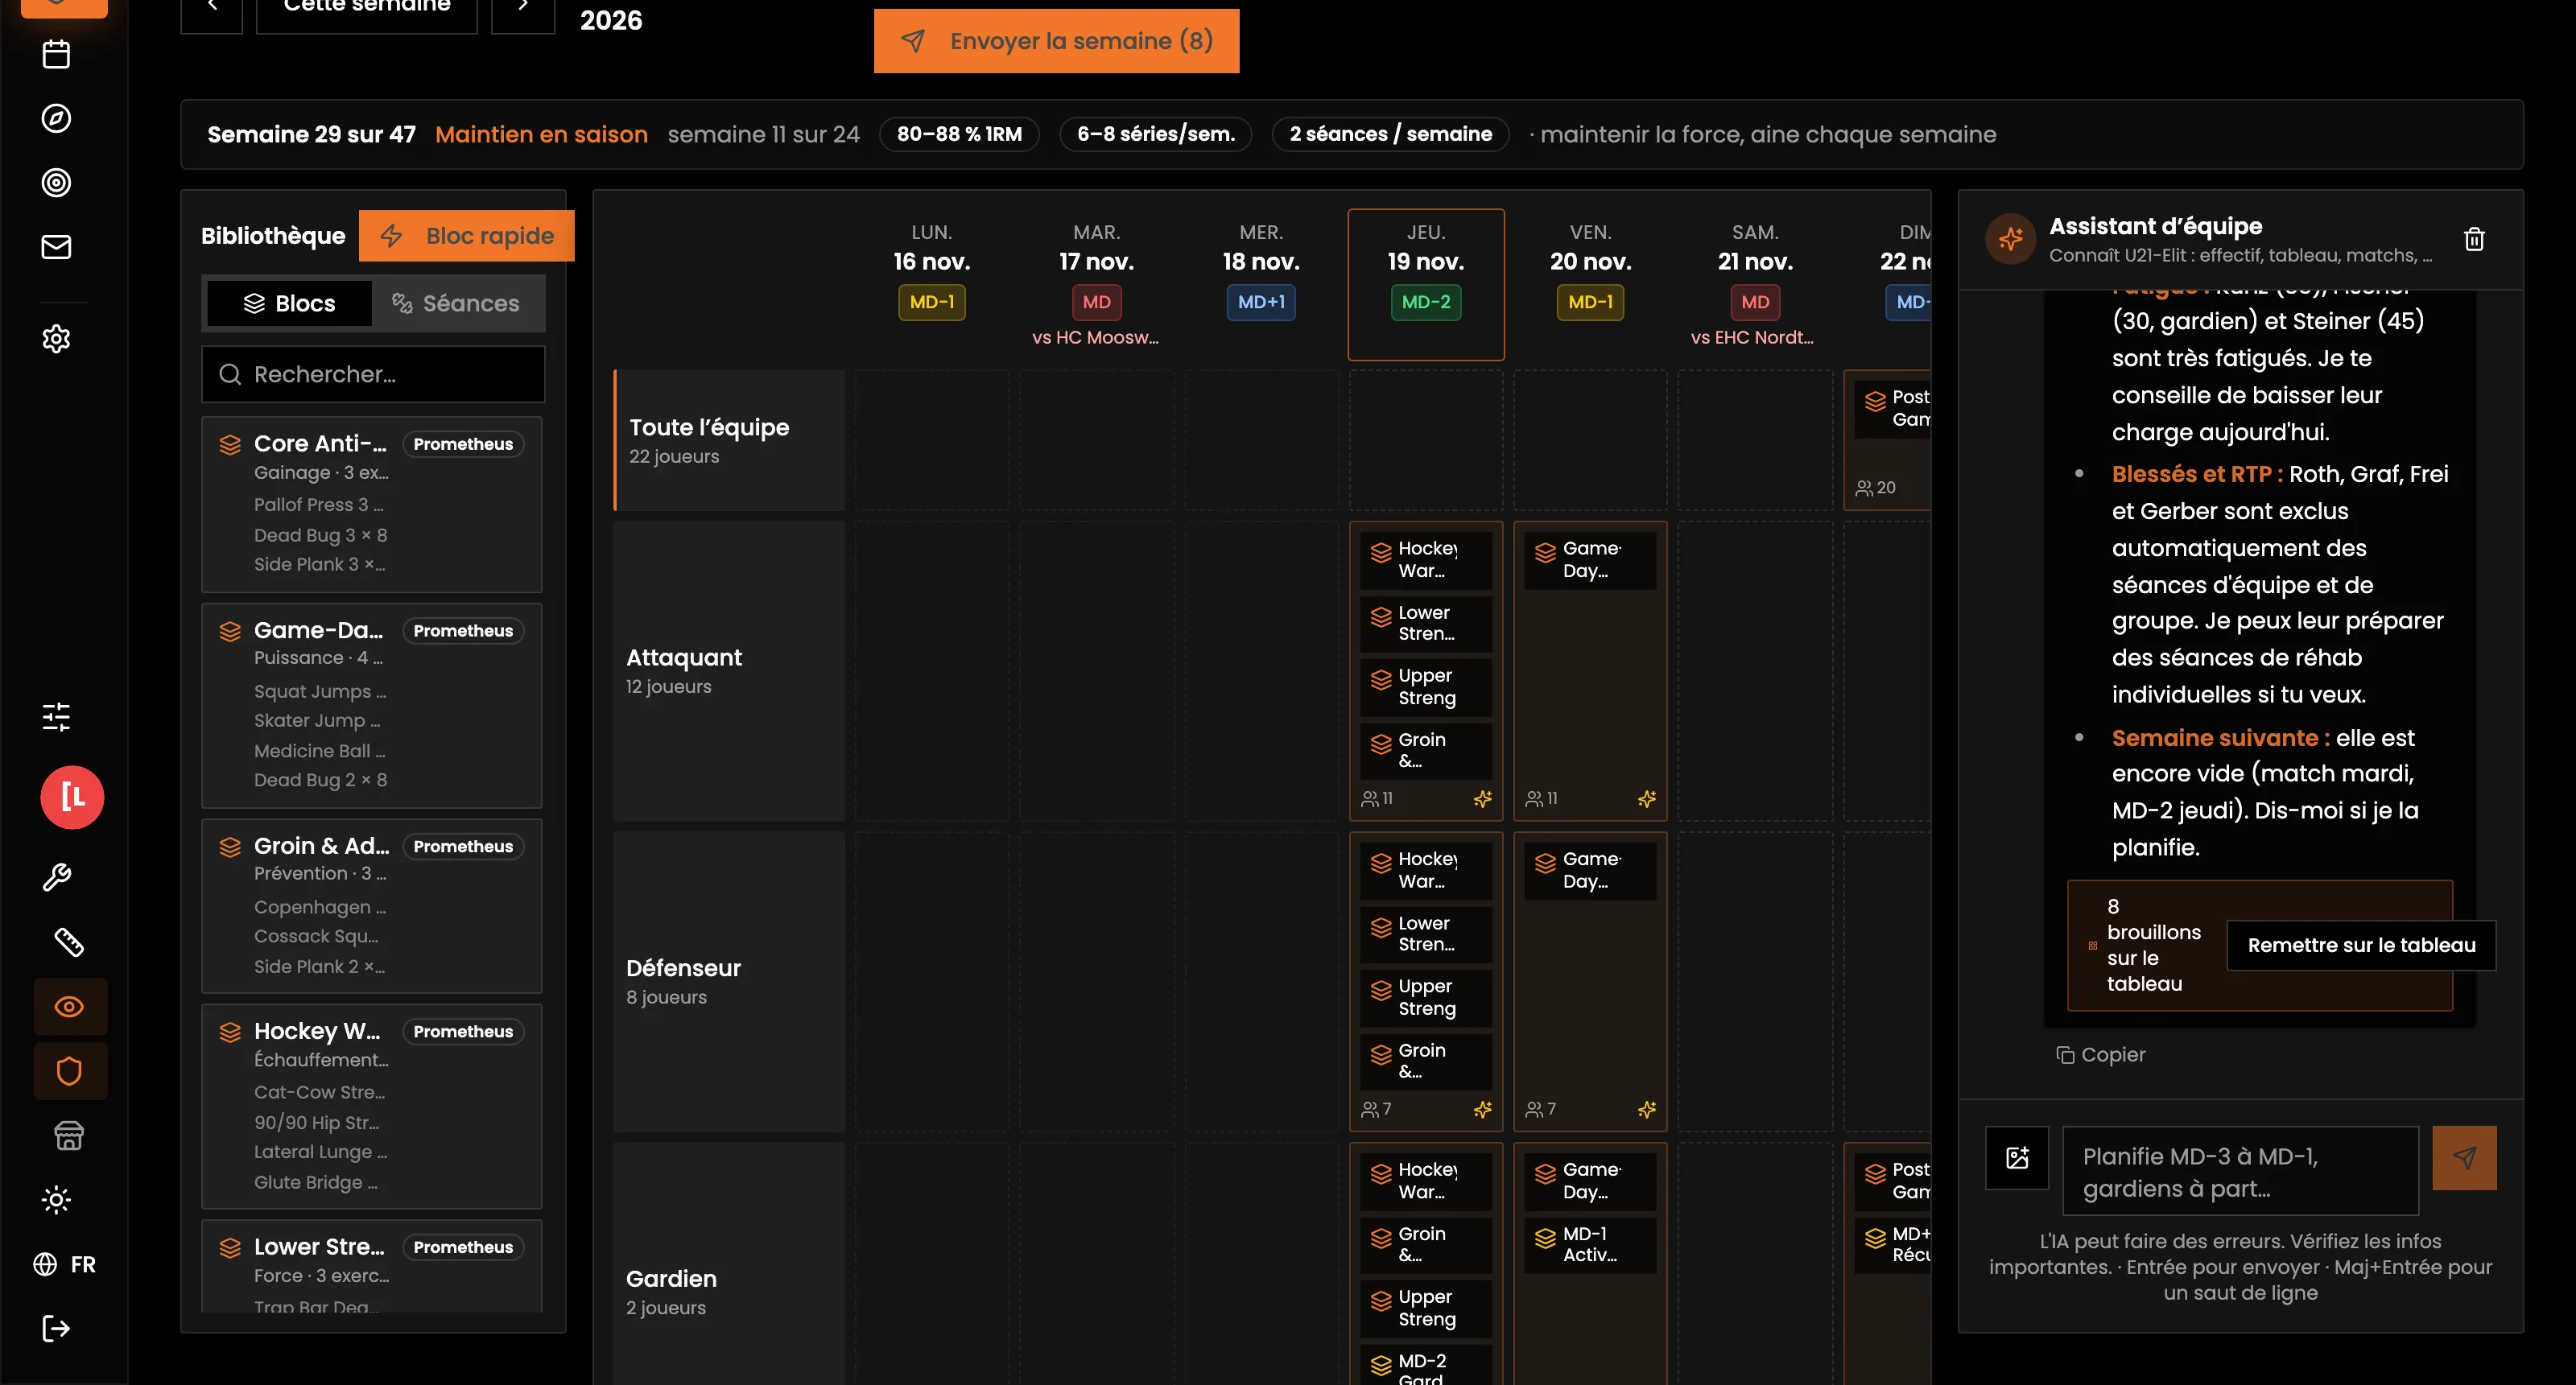 Cette semaine
2026
Envoyer la semaine (8)
Semaine 29 sur 47 Maintien en saison semaine 11 sur 24 80–88 % 1RM 6–8 séries/sem. 2 séances / semaine · maintenir la force, aine chaque semaine
Bibliothèque
Bloc rapide
Blocs
Séances
Rechercher…
Core Anti-… Prometheus
Gainage · 3 ex…
Pallof Press 3 …
Dead Bug 3 × 8
Side Plank 3 ×…
Game-Da… Prometheus
Puissance · 4 …
Squat Jumps …
Skater Jump …
Medicine Ball …
Dead Bug 2 × 8
Groin & Ad… Prometheus
Prévention · 3 …
Copenhagen …
Cossack Squ…
Side Plank 2 ×…
Hockey W… Prometheus
Échauffement…
Cat-Cow Stre…
90/90 Hip Str…
Lateral Lunge …
Glute Bridge …
Lower Stre… Prometheus
Force · 3 exerc…
Trap Bar Dea…
[L
FR
LUN.
16 nov.
MD-1
MAR.
17 nov.
MD
vs HC Moosw…
MER.
18 nov.
MD+1
JEU.
19 nov.
MD-2
VEN.
20 nov.
MD-1
SAM.
21 nov.
MD
vs EHC Nordt…
DIM
22 n
MD-
Toute l’équipe
22 joueurs
Post
Gam
20
Attaquant
12 joueurs
Hockey
War…
Lower
Stren…
Upper
Streng
Groin
&…
11
Game-
Day…
11
Défenseur
8 joueurs
Hockey
War…
Lower
Stren…
Upper
Streng
Groin
&…
7
Game-
Day…
7
Gardien
2 joueurs
Hockey
War…
Groin
&…
Upper
Streng
MD-2
Gard
Game-
Day…
MD-1
Activ…
Post
Gam
MD+
Récu
Assistant d’équipe
Connaît U21-Elit : effectif, tableau, matchs, …
(30, gardien) et Steiner (45)
sont très fatigués. Je te
conseille de baisser leur
charge aujourd'hui.
Blessés et RTP : Roth, Graf, Frei
et Gerber sont exclus
automatiquement des
séances d'équipe et de
groupe. Je peux leur préparer
des séances de réhab
individuelles si tu veux.
Semaine suivante : elle est
encore vide (match mardi,
MD-2 jeudi). Dis-moi si je la
planifie.
8
brouillons
sur le
tableau
Remettre sur le tableau
Copier
Planifie MD-3 à MD-1,
gardiens à part…
L'IA peut faire des erreurs. Vérifiez les infos
importantes. · Entrée pour envoyer · Maj+Entrée pour
un saut de ligne